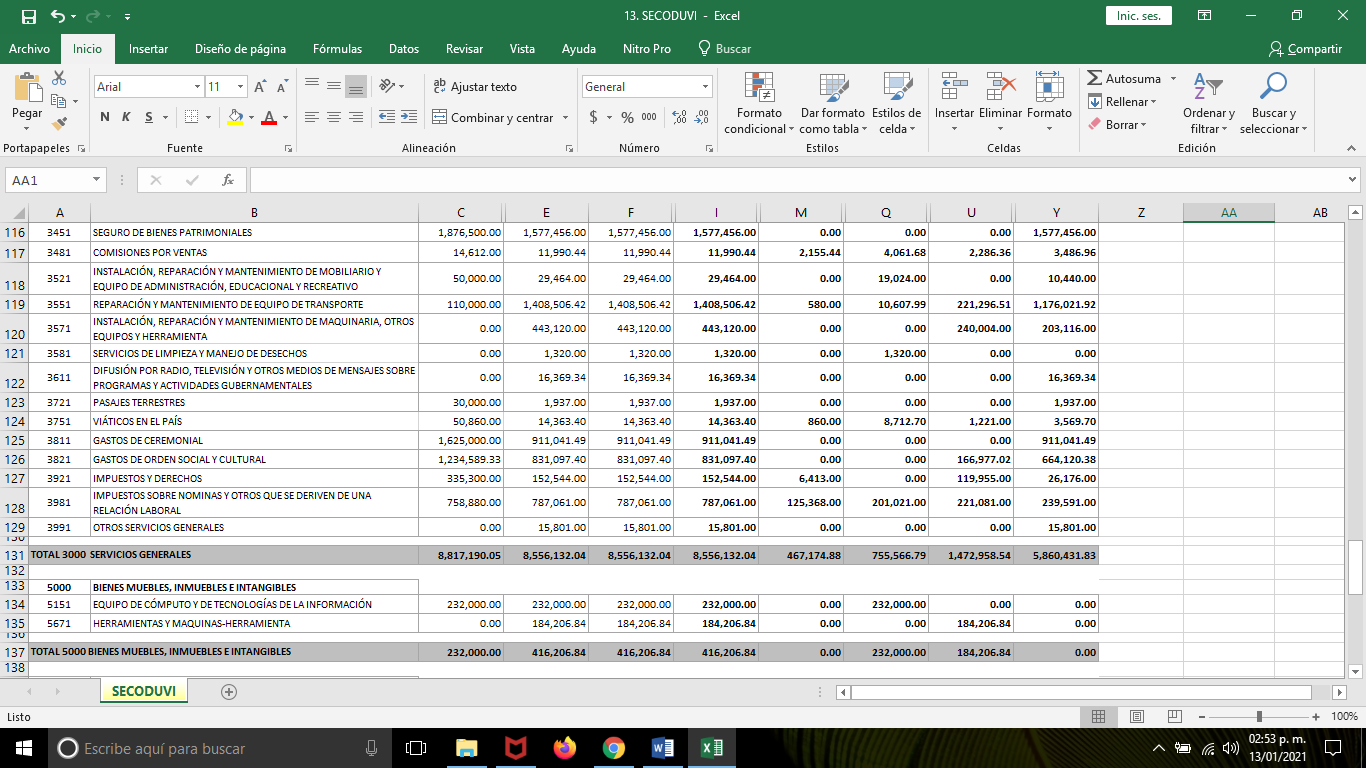 13. SECODUVI - Excel
Inic. ses.
Archivo Inicio Insertar Diseño de página Fórmulas Datos Revisar Vista Ayuda Nitro Pro Buscar Compartir
Pegar
Arial 11
N K S
Ajustar texto
Combinar y centrar
General
$ % 000
Formato condicional
Dar formato como tabla
Estilos de celda
Insertar Eliminar Formato
Autosuma
Rellenar
Borrar
Ordenar y filtrar
Buscar y seleccionar
Portapapeles Fuente Alineación Número Estilos Celdas Edición
AA1 fx
A B C E F I M Q U Y Z AA AB
116 3451 SEGURO DE BIENES PATRIMONIALES 1,876,500.00 1,577,456.00 1,577,456.00 1,577,456.00 0.00 0.00 0.00 1,577,456.00
117 3481 COMISIONES POR VENTAS 14,612.00 11,990.44 11,990.44 11,990.44 2,155.44 4,061.68 2,286.36 3,486.96
118 3521 INSTALACIÓN, REPARACIÓN Y MANTENIMIENTO DE MOBILIARIO Y
EQUIPO DE ADMINISTRACIÓN, EDUCACIONAL Y RECREATIVO 50,000.00 29,464.00 29,464.00 29,464.00 0.00 19,024.00 0.00 10,440.00
119 3551 REPARACIÓN Y MANTENIMIENTO DE EQUIPO DE TRANSPORTE 110,000.00 1,408,506.42 1,408,506.42 1,408,506.42 580.00 10,607.99 221,296.51 1,176,021.92
120 3571 INSTALACIÓN, REPARACIÓN Y MANTENIMIENTO DE MAQUINARIA, OTROS
EQUIPOS Y HERRAMIENTA 0.00 443,120.00 443,120.00 443,120.00 0.00 0.00 240,004.00 203,116.00
121 3581 SERVICIOS DE LIMPIEZA Y MANEJO DE DESECHOS 0.00 1,320.00 1,320.00 1,320.00 0.00 1,320.00 0.00 0.00
122 3611 DIFUSIÓN POR RADIO, TELEVISIÓN Y OTROS MEDIOS DE MENSAJES SOBRE
PROGRAMAS Y ACTIVIDADES GUBERNAMENTALES 0.00 16,369.34 16,369.34 16,369.34 0.00 0.00 0.00 16,369.34
123 3721 PASAJES TERRESTRES 30,000.00 1,937.00 1,937.00 1,937.00 0.00 0.00 0.00 1,937.00
124 3751 VIÁTICOS EN EL PAÍS 50,860.00 14,363.40 14,363.40 14,363.40 860.00 8,712.70 1,221.00 3,569.70
125 3811 GASTOS DE CEREMONIAL 1,625,000.00 911,041.49 911,041.49 911,041.49 0.00 0.00 0.00 911,041.49
126 3821 GASTOS DE ORDEN SOCIAL Y CULTURAL 1,234,589.33 831,097.40 831,097.40 831,097.40 0.00 0.00 166,977.02 664,120.38
127 3921 IMPUESTOS Y DERECHOS 335,300.00 152,544.00 152,544.00 152,544.00 6,413.00 0.00 119,955.00 26,176.00
128 3981 IMPUESTOS SOBRE NOMINAS Y OTROS QUE SE DERIVEN DE UNA
RELACIÓN LABORAL 758,880.00 787,061.00 787,061.00 787,061.00 125,368.00 201,021.00 221,081.00 239,591.00
129 3991 OTROS SERVICIOS GENERALES 0.00 15,801.00 15,801.00 15,801.00 0.00 0.00 0.00 15,801.00
130
131 TOTAL 3000 SERVICIOS GENERALES 8,817,190.05 8,556,132.04 8,556,132.04 8,556,132.04 467,174.88 755,566.79 1,472,958.54 5,860,431.83
132
133 5000 BIENES MUEBLES, INMUEBLES E INTANGIBLES
134 5151 EQUIPO DE CÓMPUTO Y DE TECNOLOGÍAS DE LA INFORMACIÓN 232,000.00 232,000.00 232,000.00 232,000.00 0.00 232,000.00 0.00 0.00
135 5671 HERRAMIENTAS Y MAQUINAS-HERRAMIENTA 0.00 184,206.84 184,206.84 184,206.84 0.00 0.00 184,206.84 0.00
136
137 TOTAL 5000 BIENES MUEBLES, INMUEBLES E INTANGIBLES 232,000.00 416,206.84 416,206.84 416,206.84 0.00 232,000.00 184,206.84 0.00
138
SECODUVI
Listo 100%
Escribe aquí para buscar
02:53 p. m.
13/01/2021